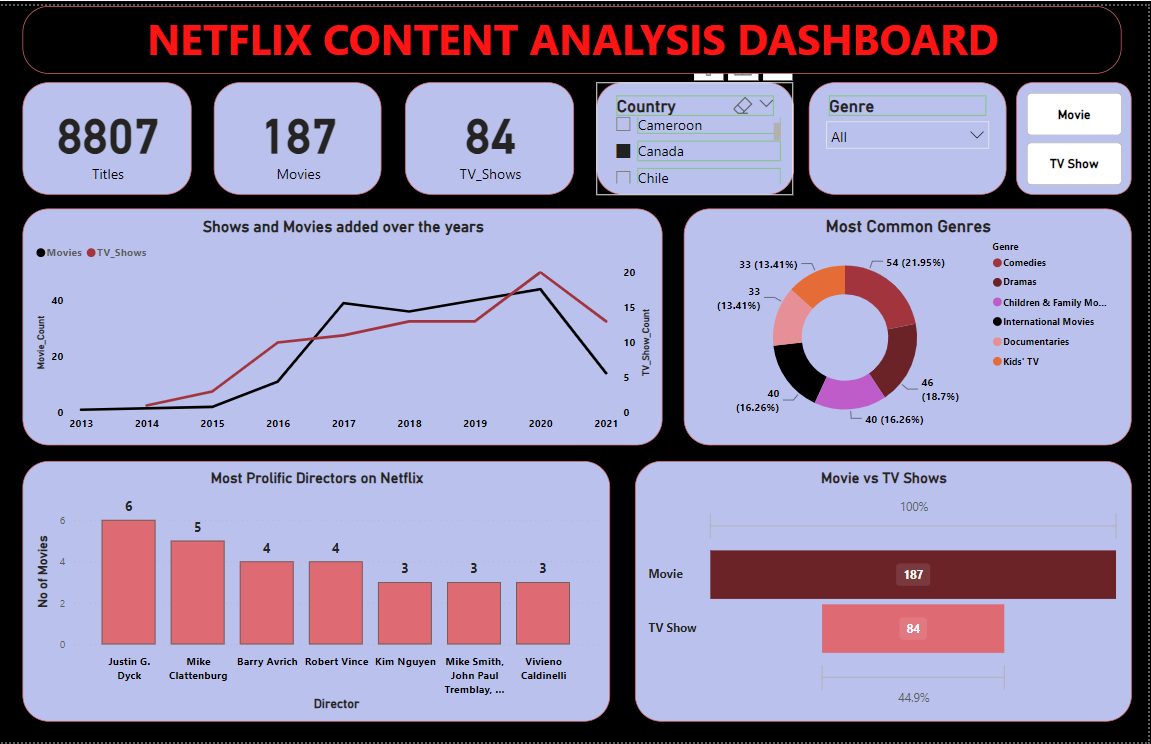 NETFLIX CONTENT ANALYSIS DASHBOARD
8807
Titles
187
Movies
84
TV_Shows
Country
Cameroon
Canada
Chile
Genre
All
Movie
TV Show
Shows and Movies added over the years
Movies TV_Shows
Movie_Count
40
20
0
20
15
10
5
0
TV_Show_Count
2013 2014 2015 2016 2017 2018 2019 2020 2021
Most Common Genres
33 (13.41%)
54 (21.95%)
33
(13.41%)
46
(18.7%)
40
(16.26%)
40 (16.26%)
Genre
Comedies
Dramas
Children & Family Mo...
International Movies
Documentaries
Kids' TV
Most Prolific Directors on Netflix
No of Movies
6
4
2
0
6
5
4
4
3
3
3
Justin G.
Dyck
Mike
Clattenburg
Barry Avrich
Robert Vince
Kim Nguyen
Mike Smith,
John Paul
Tremblay, ...
Vivieno
Caldinelli
Director
Movie vs TV Shows
100%
Movie
187
TV Show
84
44.9%